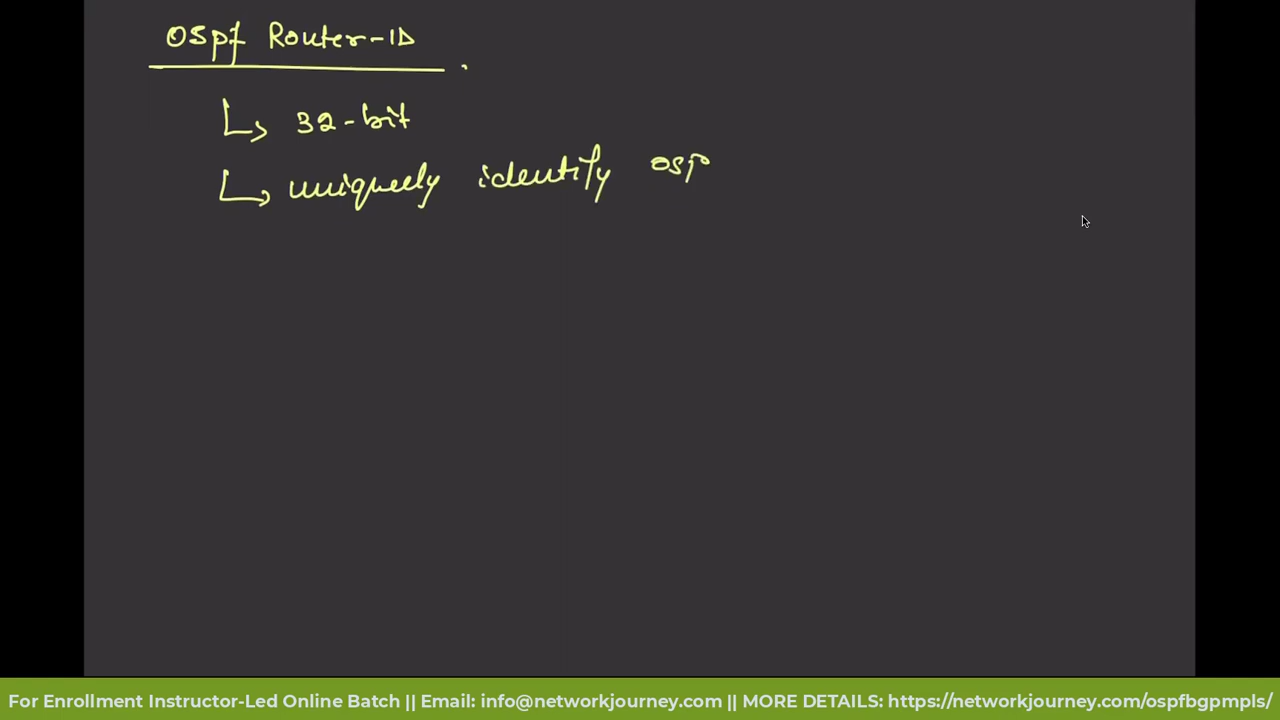 OSpf Router-ID
32-bit
uniquely identify osp
For Enrollment Instructor-Led Online Batch || Email: info@networkjourney.com || MORE DETAILS: https://networkjourney.com/ospfbgpmpls/